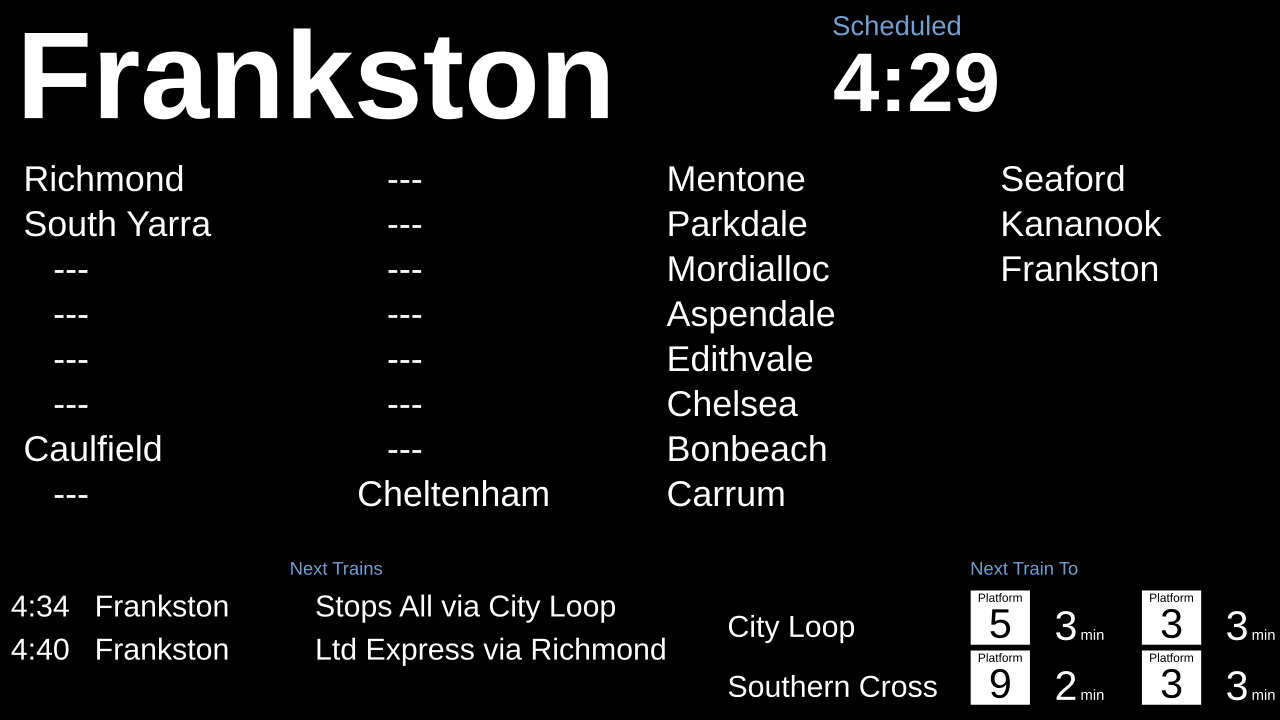 Frankston
Scheduled
4:29
Richmond
South Yarra
---
---
---
---
Caulfield
---
---
---
---
---
---
---
---
Cheltenham
Mentone
Parkdale
Mordialloc
Aspendale
Edithvale
Chelsea
Bonbeach
Carrum
Seaford
Kananook
Frankston
Next Trains
4:34 Frankston Stops All via City Loop
4:40 Frankston Ltd Express via Richmond
Next Train To
City Loop Platform 5 3 min Platform 3 3 min
Southern Cross Platform 9 2 min Platform 3 3 min